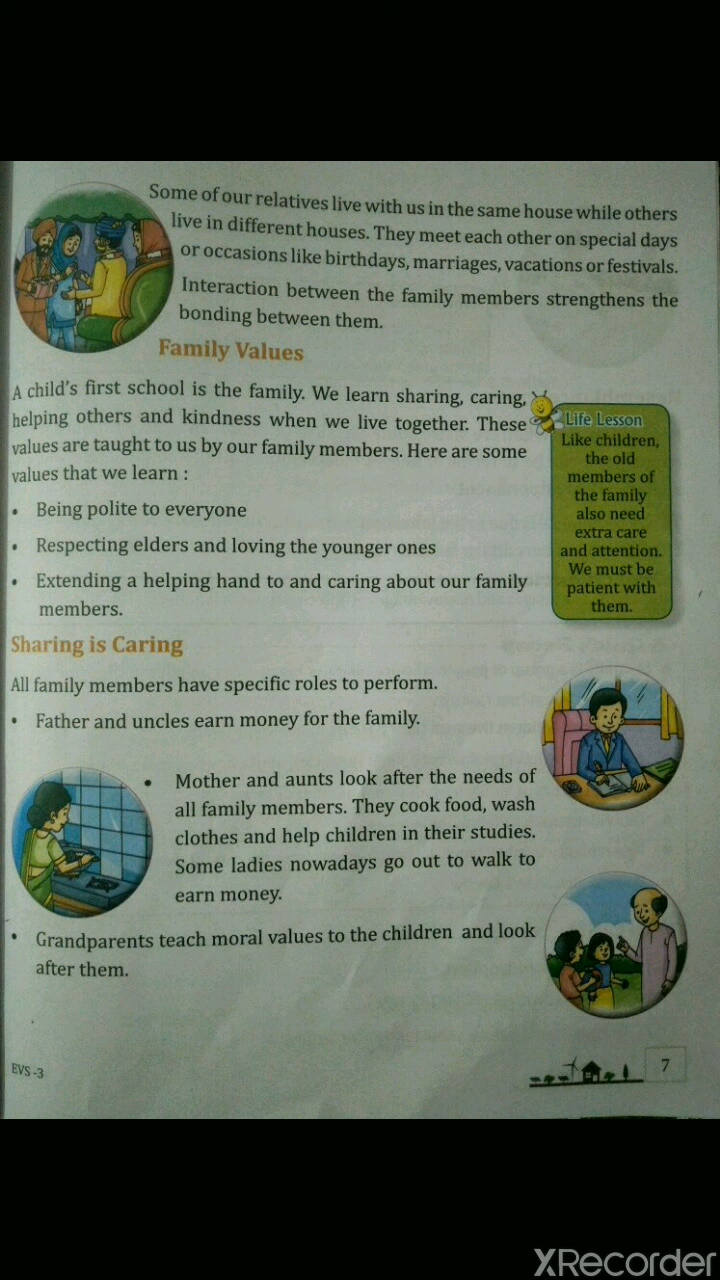 Some of our relatives live with us in the same house while others
live in different houses. They meet each other on special days
or occasions like birthdays, marriages, vacations or festivals.
Interaction between the family members strengthens the
bonding between them.
Family Values
A child's first school is the family. We learn sharing, caring,
helping others and kindness when we live together. These
values are taught to us by our family members. Here are some
values that we learn :
• Being polite to everyone
• Respecting elders and loving the younger ones
• Extending a helping hand to and caring about our family
members.
Life Lesson
Like children,
the old
members of
the family
also need
extra care
and attention.
We must be
patient with
them.
Sharing is Caring
All family members have specific roles to perform.
• Father and uncles earn money for the family.
• Mother and aunts look after the needs of
all family members. They cook food, wash
clothes and help children in their studies.
Some ladies nowadays go out to walk to
earn money.
• Grandparents teach moral values to the children and look
after them.
EVS -3
7
XRecorder